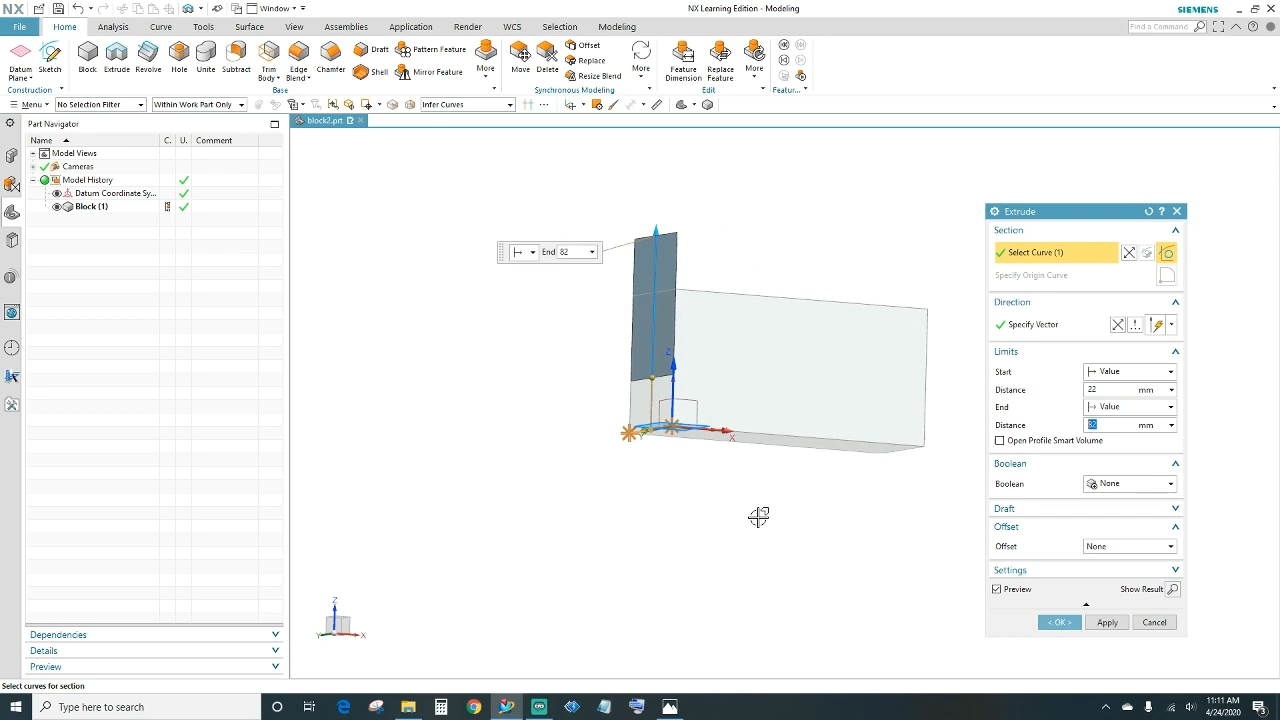 NX
Window
NX Learning Edition - Modeling
SIEMENS
File
Home
Analysis
Curve
Tools
Surface
View
Assemblies
Application
Render
WCS
Selection
Modeling
Find a Command
Datum Plane
Sketch
Block
Extrude
Revolve
Hole
Unite
Subtract
Trim Body
Edge Blend
Chamfer
Draft
Shell
Pattern Feature
Mirror Feature
More
Move
Delete
Offset
Replace
Resize Blend
More
Feature Dimension
Replace Feature
More
Construction
Base
Synchronous Modeling
Edit
Featur...
Menu
No Selection Filter
Within Work Part Only
Infer Curves
Part Navigator
block2.prt
Name
C.
U.
Comment
Model Views
Cameras
Model History
Datum Coordinate Sy...
Block (1)
End 82
Z
X
Y
Extrude
Section
Select Curve (1)
Specify Origin Curve
Direction
Specify Vector
Limits
Start
Value
Distance
22
mm
End
Value
Distance
82
mm
Open Profile Smart Volume
Boolean
Boolean
None
Draft
Offset
Offset
None
Settings
Preview
Show Result
< OK >
Apply
Cancel
Z
Y
X
Dependencies
Details
Preview
Select curves for section
Type here to search
11:11 AM
4/24/2020
3